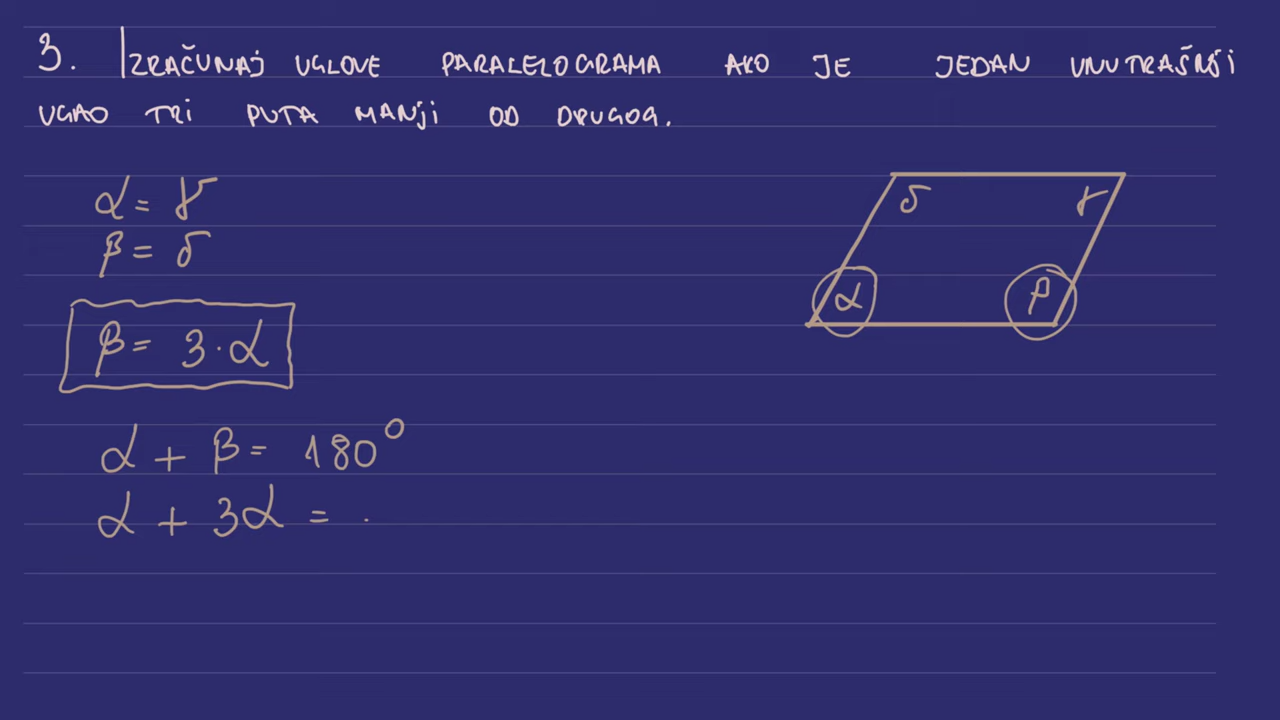 3. IZRAČUNAJ UGLOVE PARALELOGRAMA AKO JE JEDAN UNUTRAŠNJI
UGAO TRI PUTA MANJI OD DRUGOG.
α = γ
β = δ
β = 3·α
α + β = 180°
α + 3α =
δ γ
α β